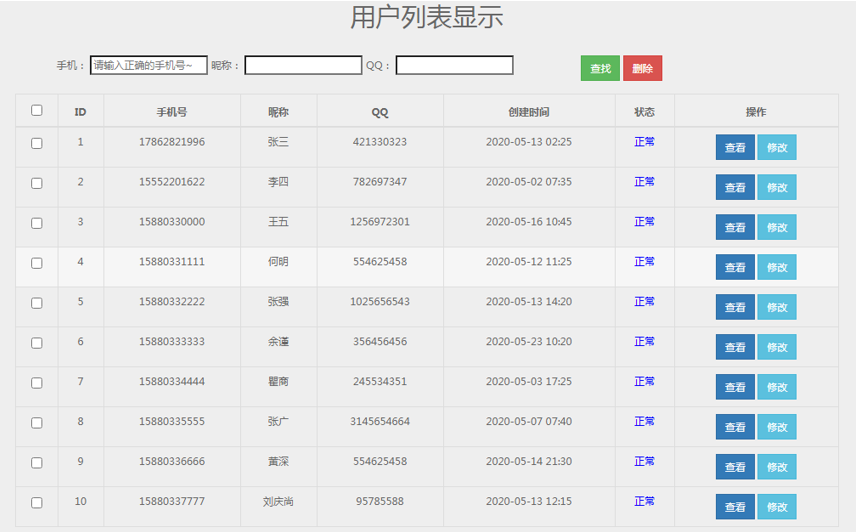 用户列表显示
手机： 请输入正确的手机号~ 昵称： QQ： 查找 删除
ID 手机号 昵称 QQ 创建时间 状态 操作
1 17862821996 张三 421330323 2020-05-13 02:25 正常 查看 修改
2 15552201622 李四 782697347 2020-05-02 07:35 正常 查看 修改
3 15880330000 王五 1256972301 2020-05-16 10:45 正常 查看 修改
4 15880331111 何明 554625458 2020-05-12 11:25 正常 查看 修改
5 15880332222 张强 1025656543 2020-05-13 14:20 正常 查看 修改
6 15880333333 余谨 356456456 2020-05-23 10:20 正常 查看 修改
7 15880334444 瞿商 245534351 2020-05-03 17:25 正常 查看 修改
8 15880335555 张广 3145654664 2020-05-07 07:40 正常 查看 修改
9 15880336666 黄深 554625458 2020-05-14 21:30 正常 查看 修改
10 15880337777 刘庆尚 95785588 2020-05-13 12:15 正常 查看 修改